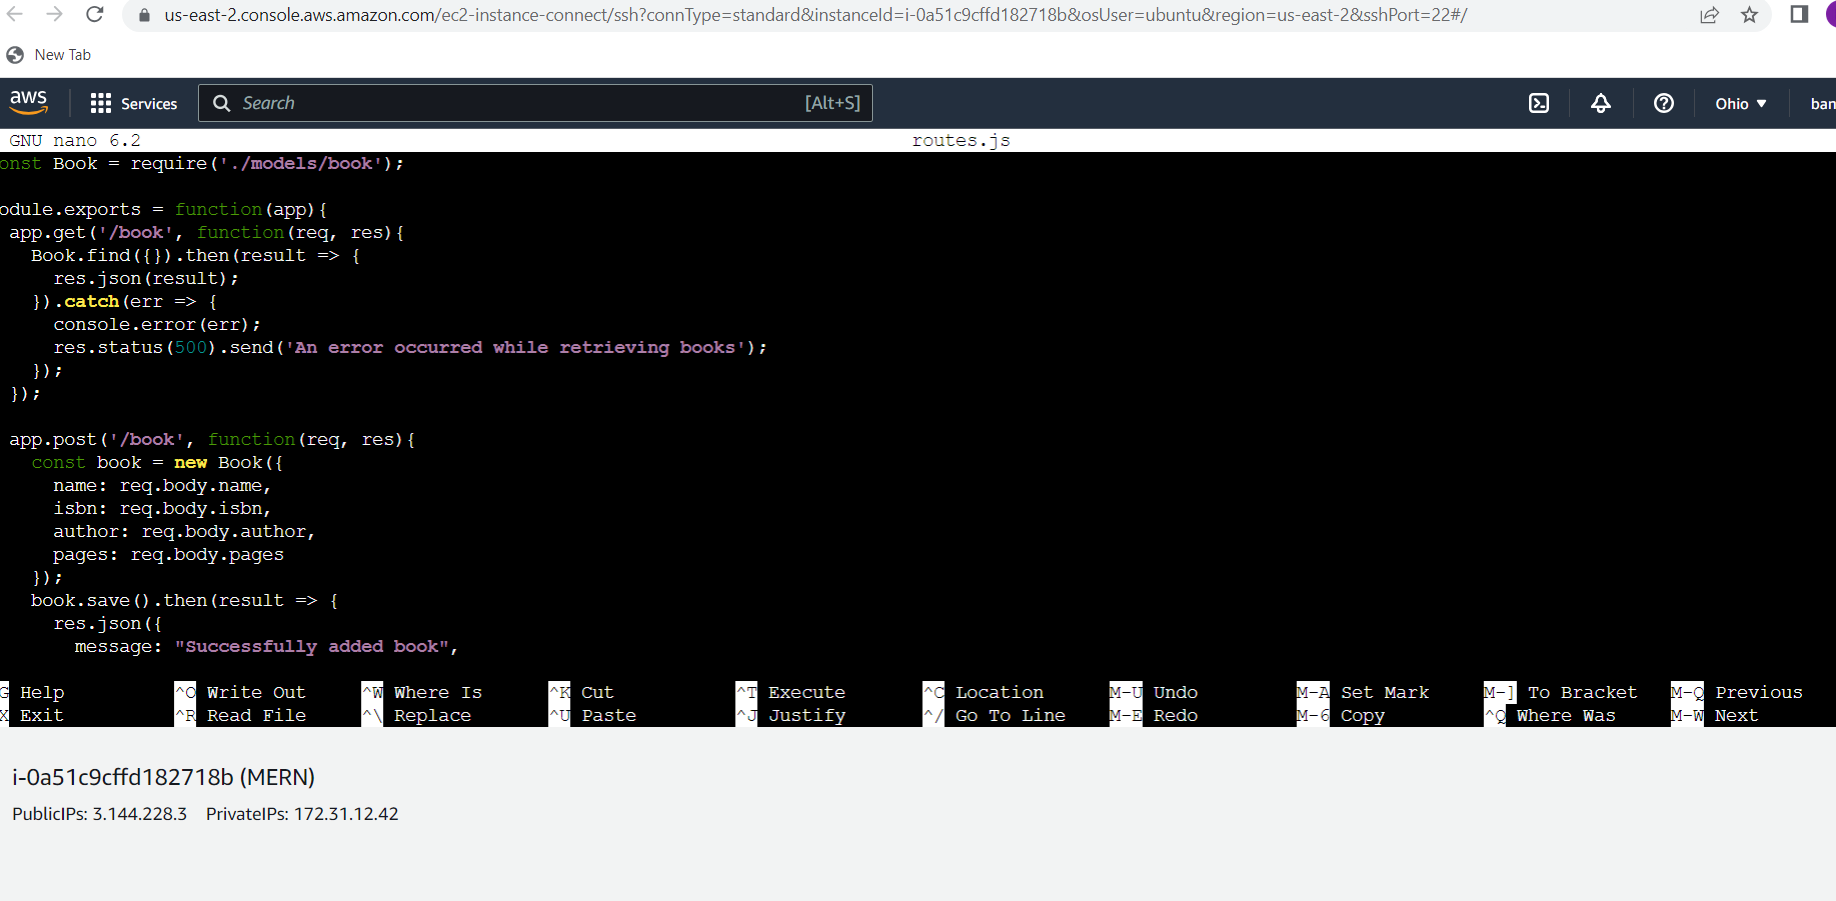 us-east-2.console.aws.amazon.com/ec2-instance-connect/ssh?connType=standard&instanceId=i-0a51c9cffd182718b&osUser=ubuntu&region=us-east-2&sshPort=22#/
New Tab
aws Services Search [Alt+S] Ohio ban
GNU nano 6.2 routes.js
onst Book = require('./models/book');
odule.exports = function(app){
app.get('/book', function(req, res){
Book.find({}).then(result => {
res.json(result);
}).catch(err => {
console.error(err);
res.status(500).send('An error occurred while retrieving books');
});
});
app.post('/book', function(req, res){
const book = new Book({
name: req.body.name,
isbn: req.body.isbn,
author: req.body.author,
pages: req.body.pages
});
book.save().then(result => {
res.json({
message: "Successfully added book",
G Help ^O Write Out ^W Where Is ^K Cut ^T Execute ^C Location M-U Undo M-A Set Mark M-] To Bracket M-Q Previous
X Exit ^R Read File ^\ Replace ^U Paste ^J Justify ^/ Go To Line M-E Redo M-6 Copy ^Q Where Was M-W Next
i-0a51c9cffd182718b (MERN)
PublicIPs: 3.144.228.3 PrivateIPs: 172.31.12.42